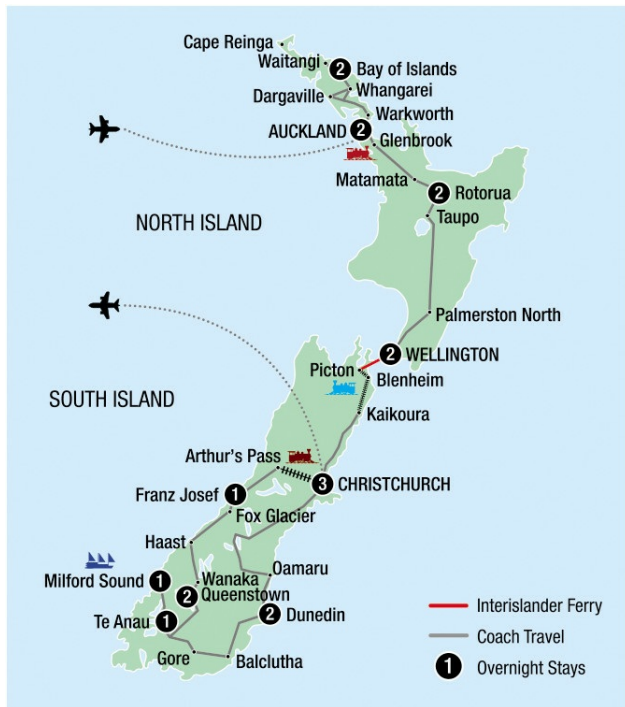 Cape Reinga
Waitangi
2
Bay of Islands
Whangarei
Dargaville
Warkworth
AUCKLAND
2
Glenbrook
Matamata
2
Rotorua
Taupo
NORTH ISLAND
Palmerston North
2
WELLINGTON
Picton
Blenheim
SOUTH ISLAND
Kaikoura
Arthur's Pass
3
CHRISTCHURCH
Franz Josef
1
Fox Glacier
Haast
Oamaru
Milford Sound
1
Wanaka
2
Queenstown
Te Anau
1
2
Dunedin
Gore
Balclutha
Interislander Ferry
Coach Travel
1
Overnight Stays